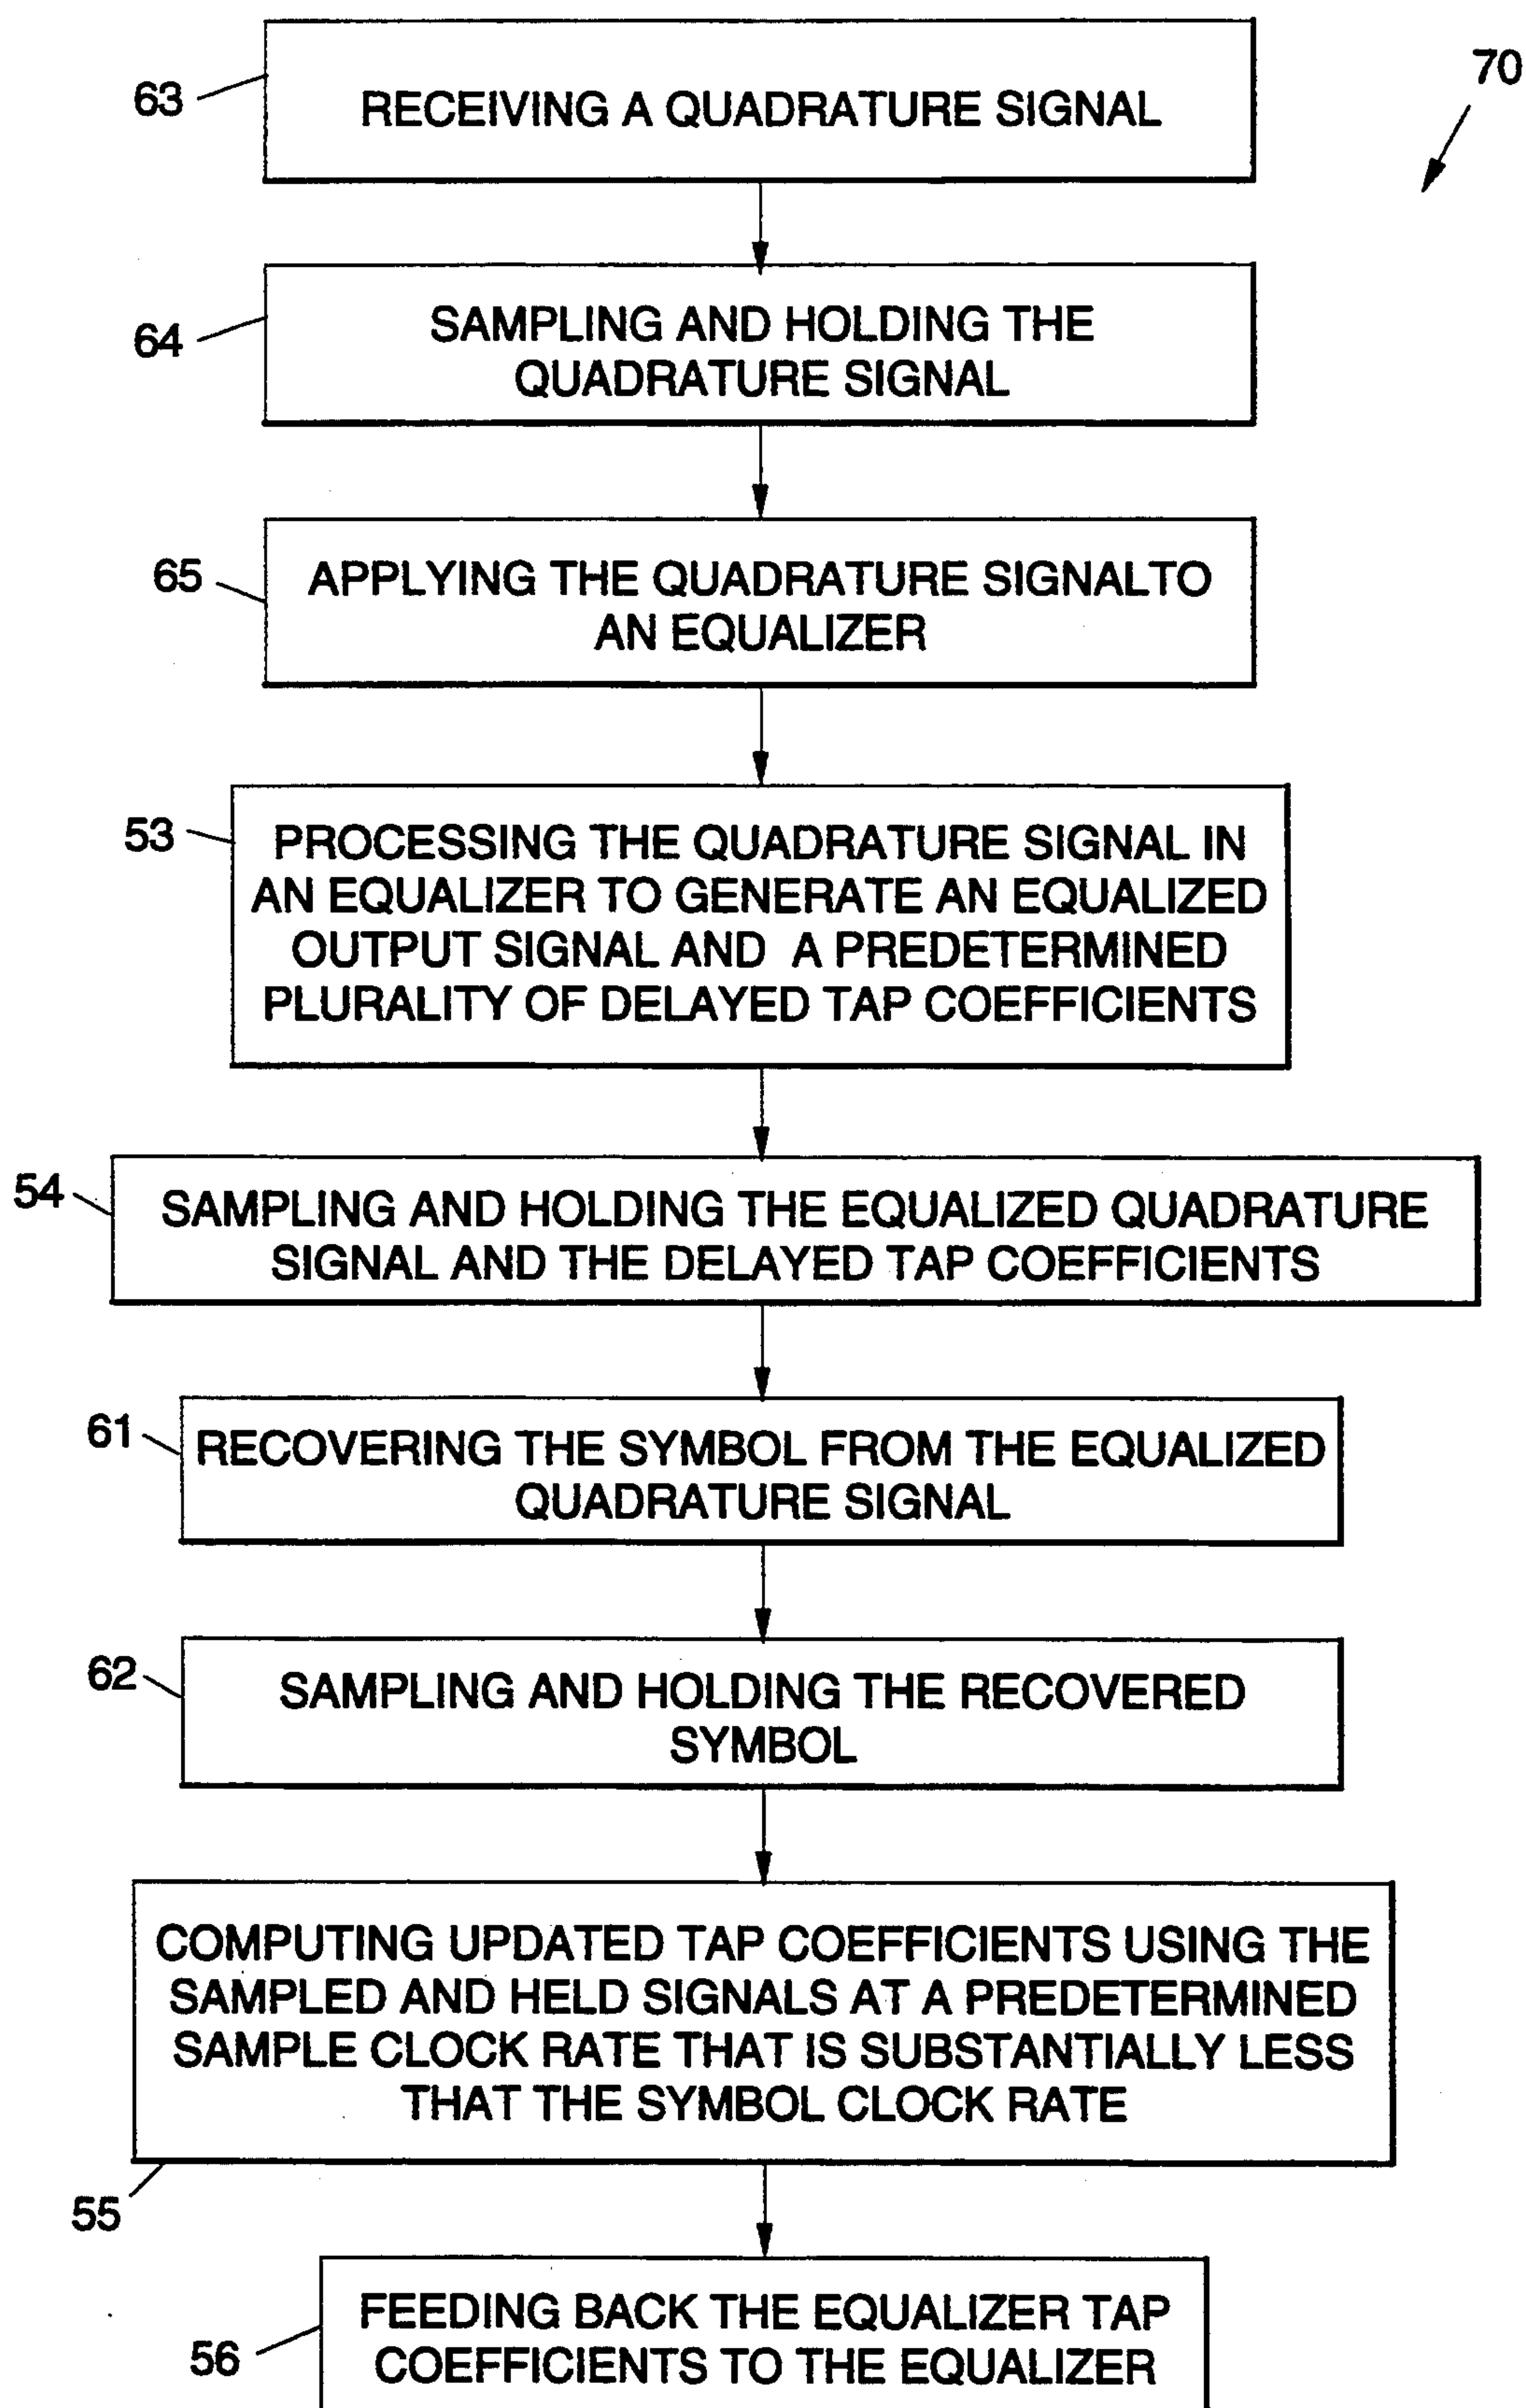 70
63
RECEIVING A QUADRATURE SIGNAL
64
SAMPLING AND HOLDING THE
QUADRATURE SIGNAL
65
APPLYING THE QUADRATURE SIGNALTO
AN EQUALIZER
53
PROCESSING THE QUADRATURE SIGNAL IN
AN EQUALIZER TO GENERATE AN EQUALIZED
OUTPUT SIGNAL AND A PREDETERMINED
PLURALITY OF DELAYED TAP COEFFICIENTS
54
SAMPLING AND HOLDING THE EQUALIZED QUADRATURE
SIGNAL AND THE DELAYED TAP COEFFICIENTS
61
RECOVERING THE SYMBOL FROM THE EQUALIZED
QUADRATURE SIGNAL
62
SAMPLING AND HOLDING THE RECOVERED
SYMBOL
COMPUTING UPDATED TAP COEFFICIENTS USING THE
SAMPLED AND HELD SIGNALS AT A PREDETERMINED
SAMPLE CLOCK RATE THAT IS SUBSTANTIALLY LESS
THAT THE SYMBOL CLOCK RATE
55
FEEDING BACK THE EQUALIZER TAP
COEFFICIENTS TO THE EQUALIZER
56